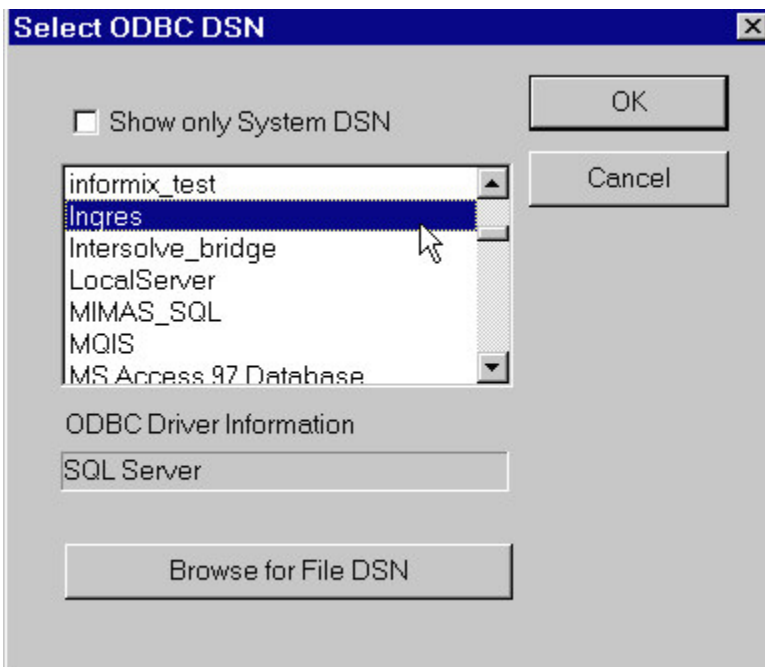 Select ODBC DSN
Show only System DSN
OK
Cancel
informix_test
Ingres
Intersolve_bridge
LocalServer
MIMAS_SQL
MQIS
MS Access 97 Database
ODBC Driver Information
SQL Server
Browse for File DSN